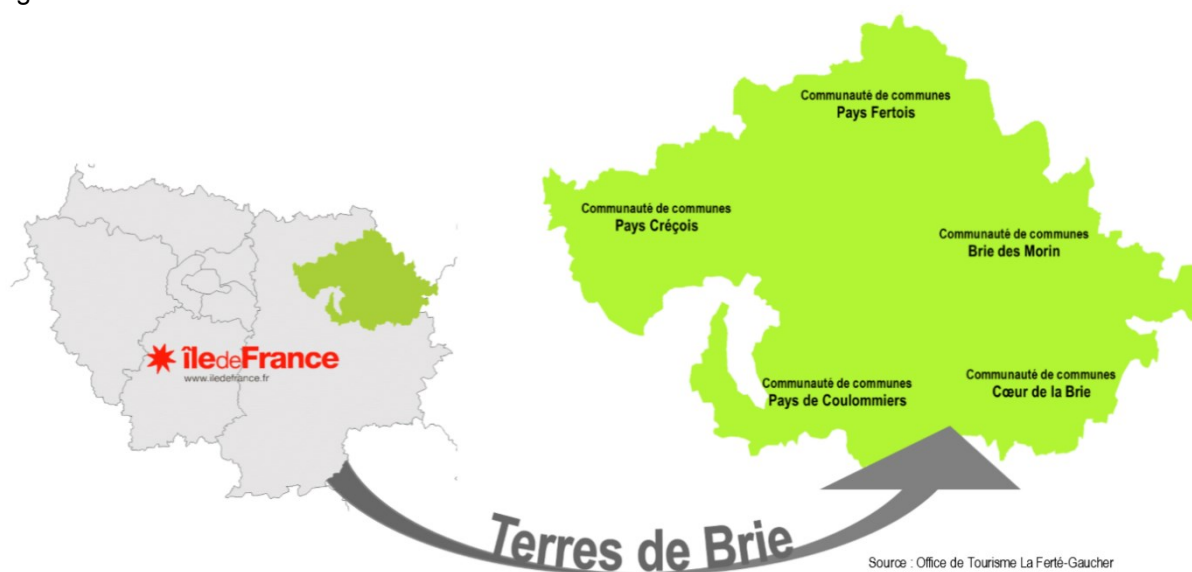 Communauté de communes
Pays Fertois
Communauté de communes
Pays Créçois
Communauté de communes
Brie des Morin
îledeFrance
www.iledefrance.fr
Communauté de communes
Pays de Coulommiers
Communauté de communes
Cœur de la Brie
Terres de Brie
Source : Office de Tourisme La Ferté-Gaucher